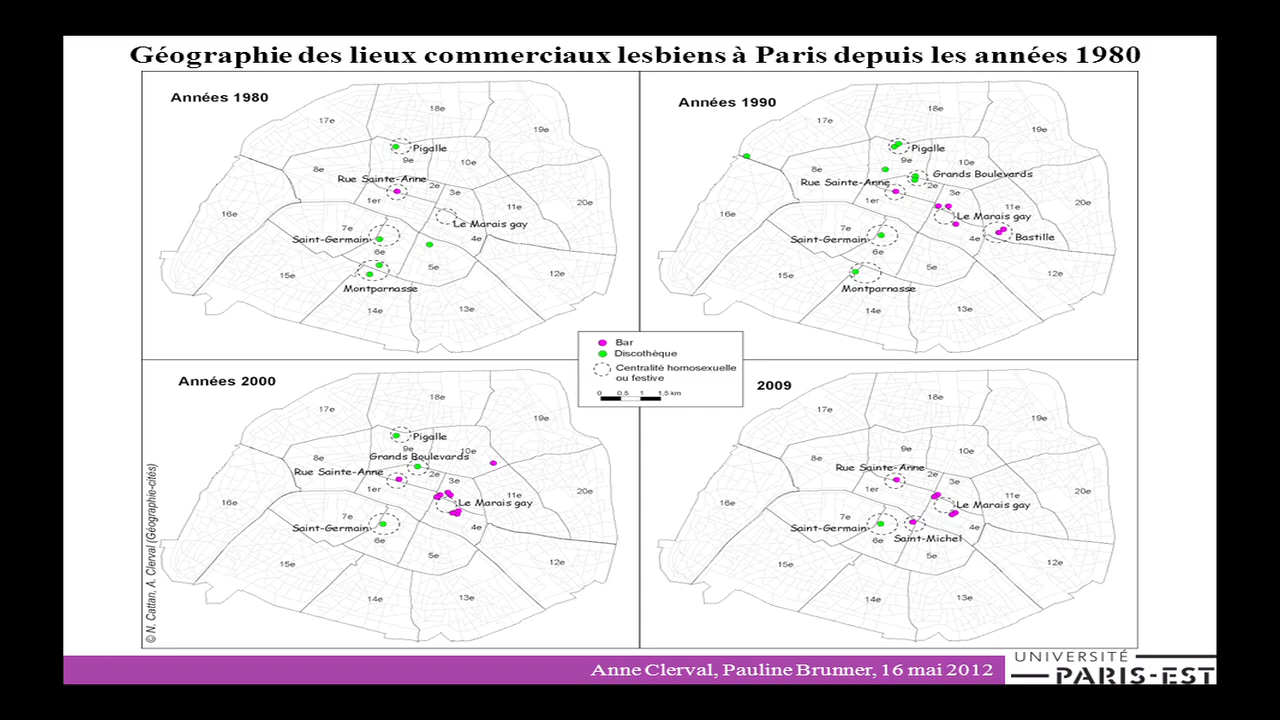 Géographie des lieux commerciaux lesbiens à Paris depuis les années 1980
Années 1980
18e
17e
19e
Pigalle
9e
10e
8e
Rue Sainte-Anne
2e
3e
1er
20e
11e
16e
Le Marais gay
7e
Saint-Germain
4e
6e
5e
15e
12e
Montparnasse
14e
13e
Années 1990
18e
17e
19e
Pigalle
9e
10e
8e
Grands Boulevards
Rue Sainte-Anne
2e
3e
1er
20e
11e
16e
Le Marais gay
7e
Saint-Germain
4e
Bastille
6e
5e
15e
12e
Montparnasse
14e
13e
Bar
Discothèque
Centralité homosexuelle
ou festive
0 0,5 1 1,5 km
Années 2000
18e
17e
19e
Pigalle
9e
10e
Grands Boulevards
8e
Rue Sainte-Anne
2e
3e
1er
20e
11e
16e
Le Marais gay
7e
Saint-Germain
4e
6e
5e
15e
12e
14e
13e
2009
18e
17e
19e
9e
10e
8e
Rue Sainte-Anne
2e
3e
1er
20e
11e
16e
Le Marais gay
7e
Saint-Germain
4e
6e
Saint-Michel
5e
15e
12e
14e
13e
© N. Cattan, A. Clerval (Géographie-cités)
Anne Clerval, Pauline Brunner, 16 mai 2012
UNIVERSITÉ
PARIS-EST